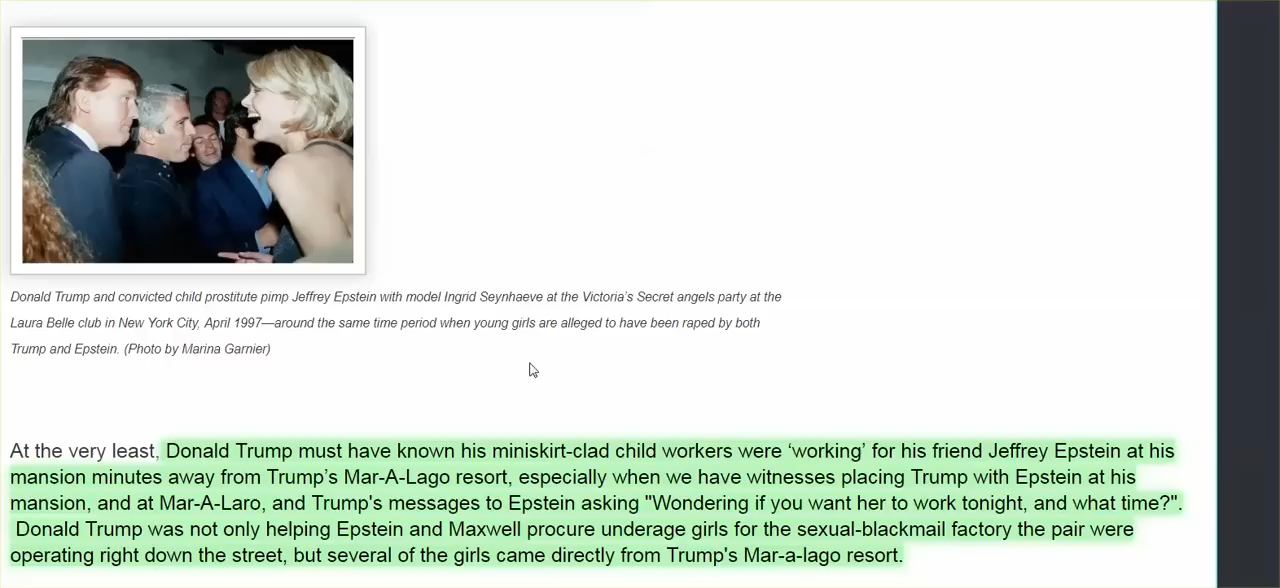 Donald Trump and convicted child prostitute pimp Jeffrey Epstein with model Ingrid Seynhaeve at the Victoria's Secret angels party at the
Laura Belle club in New York City, April 1997—around the same time period when young girls are alleged to have been raped by both
Trump and Epstein. (Photo by Marina Garnier)
At the very least, Donald Trump must have known his miniskirt-clad child workers were ‘working’ for his friend Jeffrey Epstein at his
mansion minutes away from Trump’s Mar-A-Lago resort, especially when we have witnesses placing Trump with Epstein at his
mansion, and at Mar-A-Laro, and Trump's messages to Epstein asking "Wondering if you want her to work tonight, and what time?".
Donald Trump was not only helping Epstein and Maxwell procure underage girls for the sexual-blackmail factory the pair were
operating right down the street, but several of the girls came directly from Trump's Mar-a-lago resort.